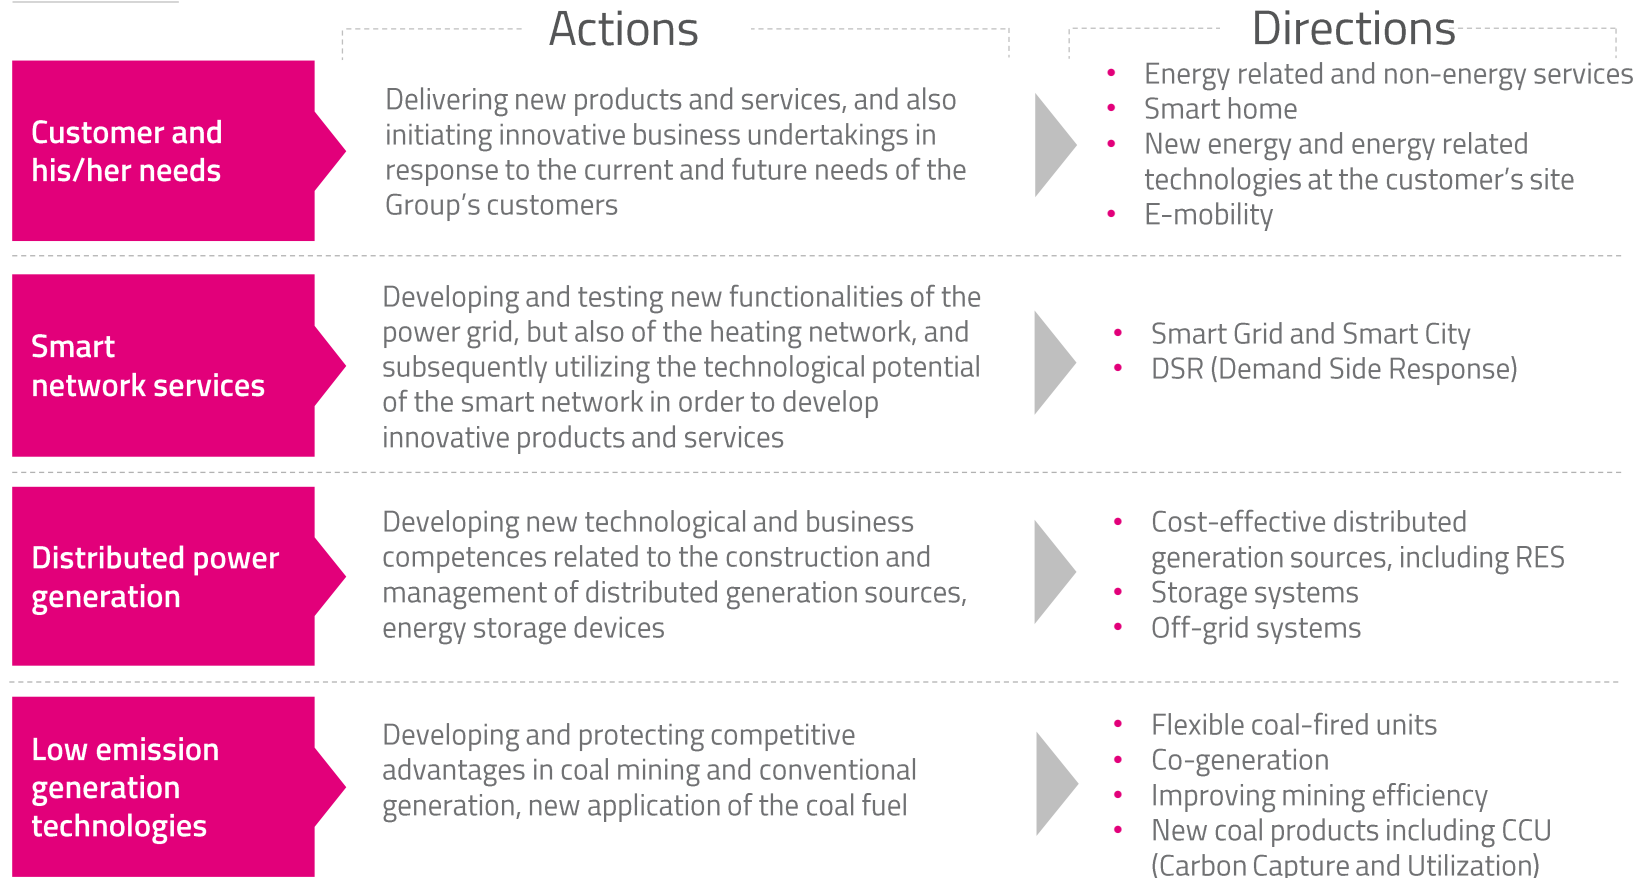 Actions
Directions
Customer and
his/her needs
Delivering new products and services, and also
initiating innovative business undertakings in
response to the current and future needs of the
Group's customers
• Energy related and non-energy services
• Smart home
• New energy and energy related
technologies at the customer's site
• E-mobility
Smart
network services
Developing and testing new functionalities of the
power grid, but also of the heating network, and
subsequently utilizing the technological potential
of the smart network in order to develop
innovative products and services
• Smart Grid and Smart City
• DSR (Demand Side Response)
Distributed power
generation
Developing new technological and business
competences related to the construction and
management of distributed generation sources,
energy storage devices
• Cost-effective distributed
generation sources, including RES
• Storage systems
• Off-grid systems
Low emission
generation
technologies
Developing and protecting competitive
advantages in coal mining and conventional
generation, new application of the coal fuel
• Flexible coal-fired units
• Co-generation
• Improving mining efficiency
• New coal products including CCU
(Carbon Capture and Utilization)